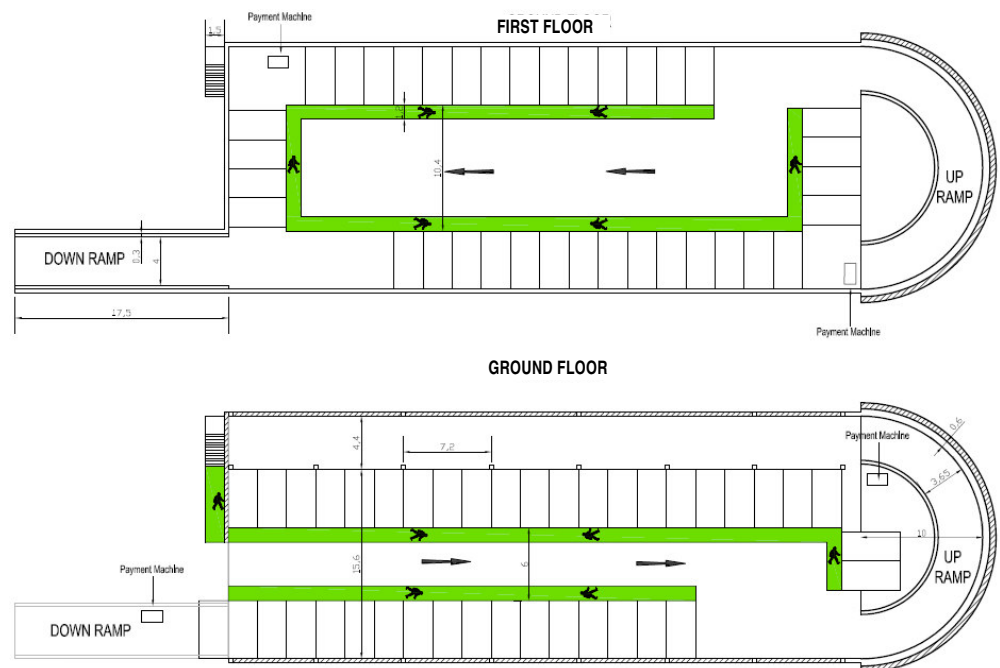 FIRST FLOOR
Payment Machine
1,5
1,2
10,4
UP
RAMP
DOWN RAMP
0,3
4
17,5
Payment Machine
GROUND FLOOR
4,4
7,2
0,6
Payment Machine
3,65
10
15,6
6
UP
RAMP
Payment Machine
DOWN RAMP